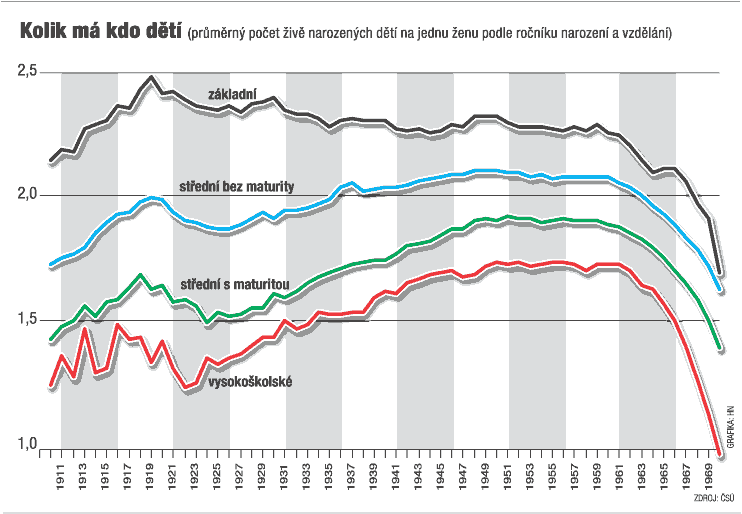 Kolik má kdo dětí (průměrný počet živě narozených dětí na jednu ženu podle ročníku narození a vzdělání)
2,5
základní
2,0
střední bez maturity
střední s maturitou
1,5
vysokoškolské
1,0
1911 1913 1915 1917 1919 1921 1923 1925 1927 1929 1931 1933 1935 1937 1939 1941 1943 1945 1947 1949 1951 1953 1955 1957 1959 1961 1963 1965 1967 1969
GRAFIKA: HN
ZDROJ: ČSÚ